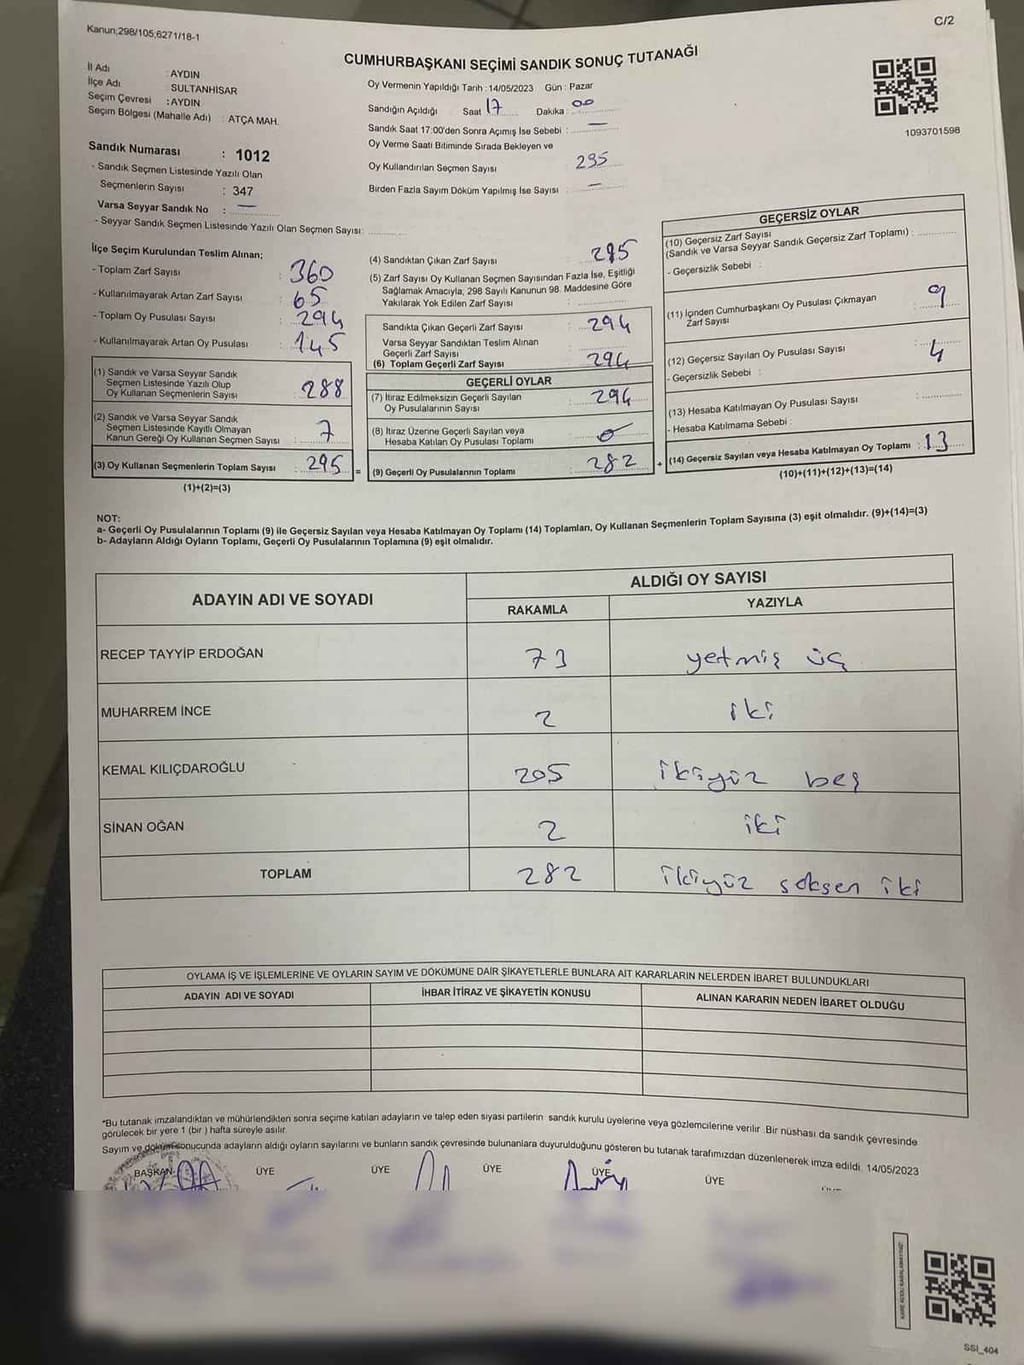 Kanun;298/105,6271/18-1
C/2
CUMHURBAŞKANI SEÇİMİ SANDIK SONUÇ TUTANAĞI
İl Adı : AYDIN
İlçe Adı : SULTANHİSAR
Seçim Çevresi : AYDIN
Seçim Bölgesi (Mahalle Adı) : ATÇA MAH.
Oy Vermenin Yapıldığı Tarih : 14/05/2023 Gün : Pazar
Sandığın Açıldığı Saat : 17 Dakika : 00
Sandık Saat 17:00'den Sonra Açımış İse Sebebi : —
Oy Verme Saati Bitiminde Sırada Bekleyen ve
Oy Kullandırılan Seçmen Sayısı 295
Birden Fazla Sayım Döküm Yapılmış İse Sayısı : —
1093701598
Sandık Numarası : 1012
- Sandık Seçmen Listesinde Yazılı Olan
Seçmenlerin Sayısı : 347
Varsa Seyyar Sandık No : —
- Seyyar Sandık Seçmen Listesinde Yazılı Olan Seçmen Sayısı:
İlçe Seçim Kurulundan Teslim Alınan;
- Toplam Zarf Sayısı : 360
- Kullanılmayarak Artan Zarf Sayısı : 65
- Toplam Oy Pusulası Sayısı : 294
- Kullanılmayarak Artan Oy Pusulası : 145
(1) Sandık ve Varsa Seyyar Sandık
Seçmen Listesinde Yazılı Olup
Oy Kullanan Seçmenlerin Sayısı : 288
(2) Sandık ve Varsa Seyyar Sandık
Seçmen Listesinde Kayıtlı Olmayan
Kanun Gereği Oy Kullanan Seçmen Sayısı : 7
(3) Oy Kullanan Seçmenlerin Toplam Sayısı : 295
(1)+(2)=(3)
=
(4) Sandıktan Çıkan Zarf Sayısı : 295
(5) Zarf Sayısı Oy Kullanan Seçmen Sayısından Fazla İse, Eşitliği
Sağlamak Amacıyla, 298 Sayılı Kanunun 98. Maddesine Göre
Yakılarak Yok Edilen Zarf Sayısı :
Sandıkta Çıkan Geçerli Zarf Sayısı : 294
Varsa Seyyar Sandıktan Teslim Alınan
Geçerli Zarf Sayısı :
(6) Toplam Geçerli Zarf Sayısı : 294
GEÇERLİ OYLAR
(7) İtiraz Edilmeksizin Geçerli Sayılan
Oy Pusulalarının Sayısı : 294
(8) İtiraz Üzerine Geçerli Sayılan veya
Hesaba Katılan Oy Pusulası Toplamı : 0
(9) Geçerli Oy Pusulalarının Toplamı : 282
+
GEÇERSİZ OYLAR
(10) Geçersiz Zarf Sayısı
(Sandık ve Varsa Seyyar Sandık Geçersiz Zarf Toplamı) :
- Geçersizlik Sebebi :
(11) İçinden Cumhurbaşkanı Oy Pusulası Çıkmayan
Zarf Sayısı : 9
(12) Geçersiz Sayılan Oy Pusulası Sayısı : 4
- Geçersizlik Sebebi :
(13) Hesaba Katılmayan Oy Pusulası Sayısı :
- Hesaba Katılmama Sebebi :
(14) Geçersiz Sayılan veya Hesaba Katılmayan Oy Toplamı : 13
(10)+(11)+(12)+(13)=(14)
NOT:
a- Geçerli Oy Pusulalarının Toplamı (9) ile Geçersiz Sayılan veya Hesaba Katılmayan Oy Toplamı (14) Toplamları, Oy Kullanan Seçmenlerin Toplam Sayısına (3) eşit olmalıdır. (9)+(14)=(3)
b- Adayların Aldığı Oyların Toplamı, Geçerli Oy Pusulalarının Toplamına (9) eşit olmalıdır.
ADAYIN ADI VE SOYADI
ALDIĞI OY SAYISI
RAKAMLA YAZIYLA
RECEP TAYYİP ERDOĞAN 73 yetmiş üç
MUHARREM İNCE 2 iki
KEMAL KILIÇDAROĞLU 205 ikiyüz beş
SİNAN OĞAN 2 iki
TOPLAM 282 ikiyüz seksen iki
OYLAMA İŞ VE İŞLEMLERİNE VE OYLARIN SAYIM VE DÖKÜMÜNE DAİR ŞİKAYETLERLE BUNLARA AİT KARARLARIN NELERDEN İBARET BULUNDUKLARI
ADAYIN ADI VE SOYADI İHBAR İTİRAZ VE ŞİKAYETİN KONUSU ALINAN KARARIN NEDEN İBARET OLDUĞU
*Bu tutanak imzalandıktan ve mühürlendikten sonra seçime katılan adayların ve talep eden siyasi partilerin sandık kurulu üyelerine veya gözlemcilerine verilir .Bir nüshası da sandık çevresinde
görülecek bir yere 1 (bir ) hafta süreyle asılır.
Sayım ve döküm sonucunda adayların aldığı oyların sayılarını ve bunların sandık çevresinde bulunanlara duyurulduğunu gösteren bu tutanak tarafımızdan düzenlenerek imza edildi. 14/05/2023
BAŞKAN ÜYE ÜYE ÜYE ÜYE ÜYE
SSI_404